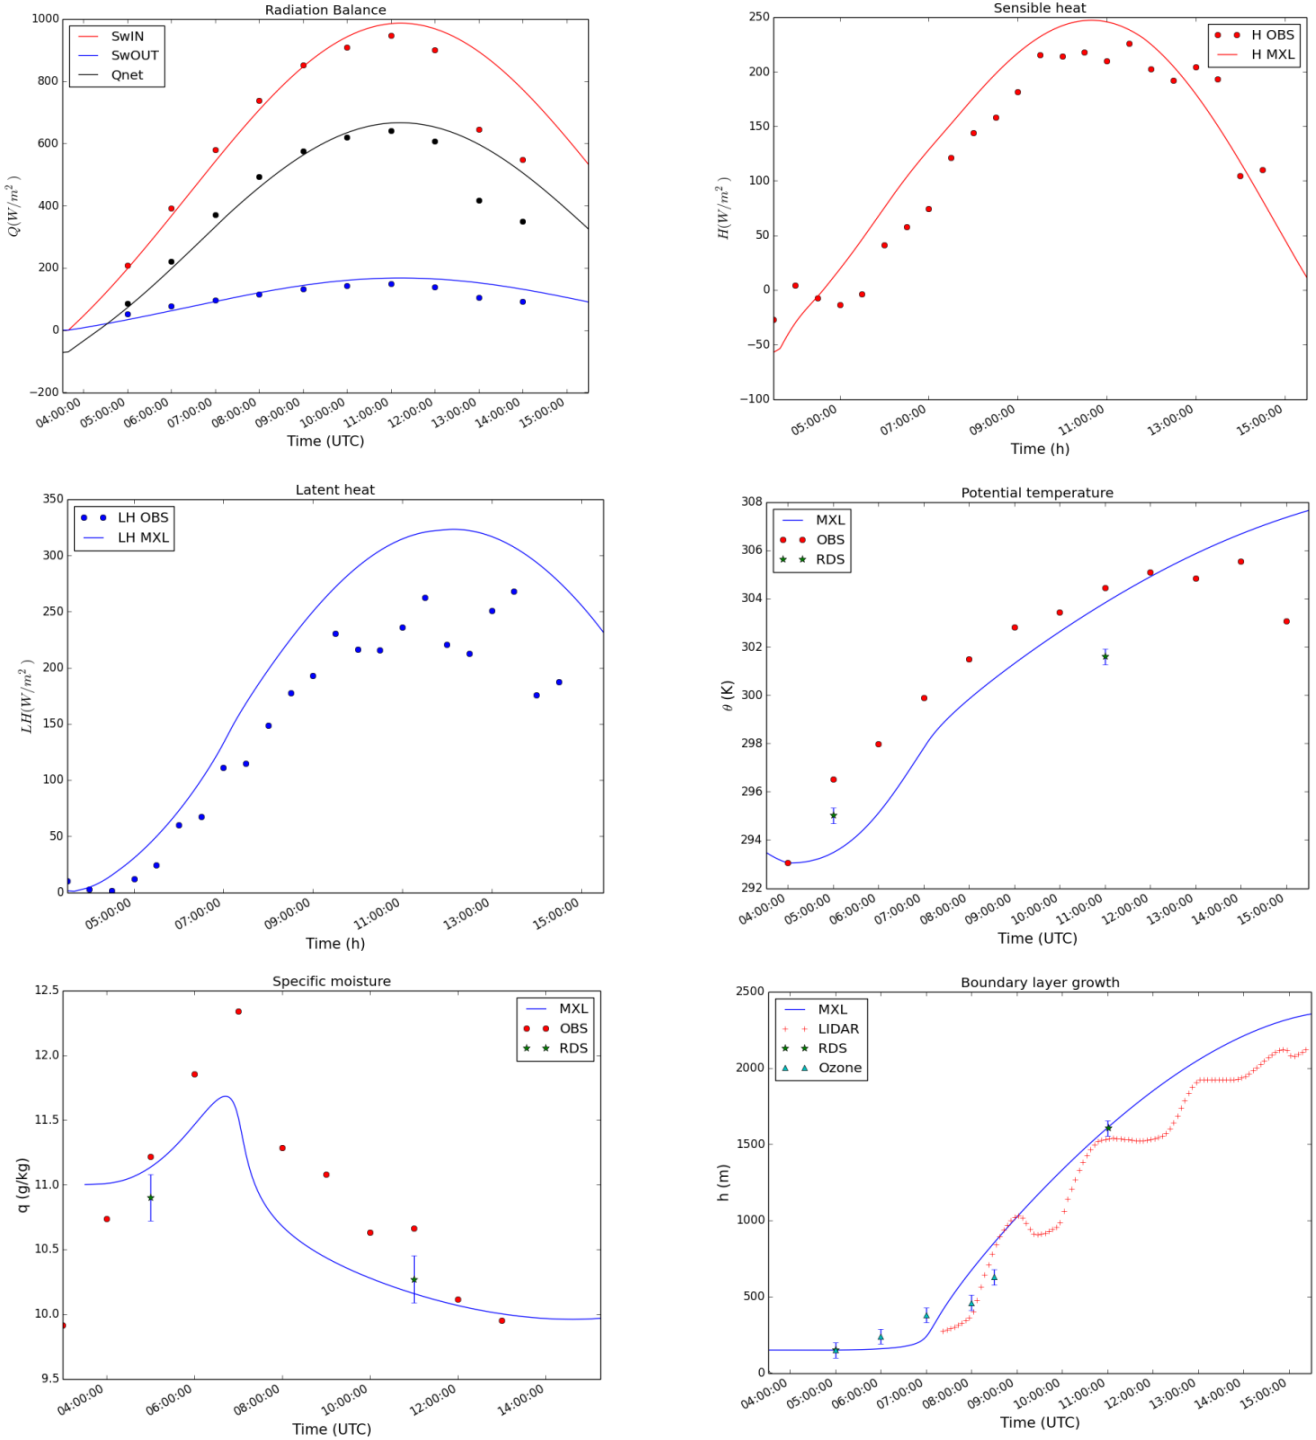 Radiation Balance
SwIN
SwOUT
Qnet
1000
800
600
400
200
0
−200
Q(W/m²)
04:00:00 05:00:00 06:00:00 07:00:00 08:00:00 09:00:00 10:00:00 11:00:00 12:00:00 13:00:00 14:00:00 15:00:00
Time (UTC)
Sensible heat
H OBS
H MXL
250
200
150
100
50
0
−50
−100
H(W/m²)
05:00:00 07:00:00 09:00:00 11:00:00 13:00:00 15:00:00
Time (h)
Latent heat
LH OBS
LH MXL
350
300
250
200
150
100
50
0
LH(W/m²)
05:00:00 07:00:00 09:00:00 11:00:00 13:00:00 15:00:00
Time (h)
Potential temperature
MXL
OBS
RDS
308
306
304
302
300
298
296
294
292
θ (K)
04:00:00 05:00:00 06:00:00 07:00:00 08:00:00 09:00:00 10:00:00 11:00:00 12:00:00 13:00:00 14:00:00 15:00:00
Time (UTC)
Specific moisture
MXL
OBS
RDS
12.5
12.0
11.5
11.0
10.5
10.0
9.5
q (g/kg)
04:00:00 06:00:00 08:00:00 10:00:00 12:00:00 14:00:00
Time (UTC)
Boundary layer growth
MXL
LIDAR
RDS
Ozone
2500
2000
1500
1000
500
0
h (m)
04:00:00 05:00:00 06:00:00 07:00:00 08:00:00 09:00:00 10:00:00 11:00:00 12:00:00 13:00:00 14:00:00 15:00:00
Time (UTC)